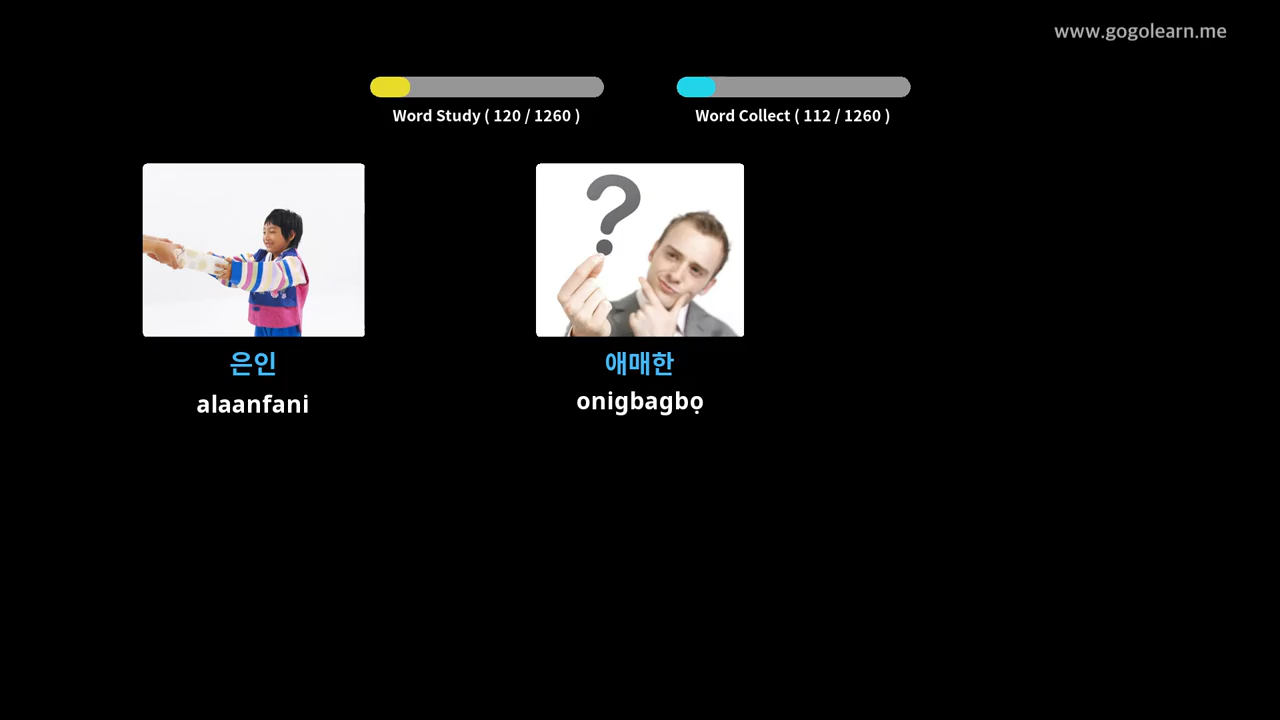 www.gogolearn.me
Word Study ( 120 / 1260 )
Word Collect ( 112 / 1260 )
은인
alaanfani
애매한
onigbagbọ